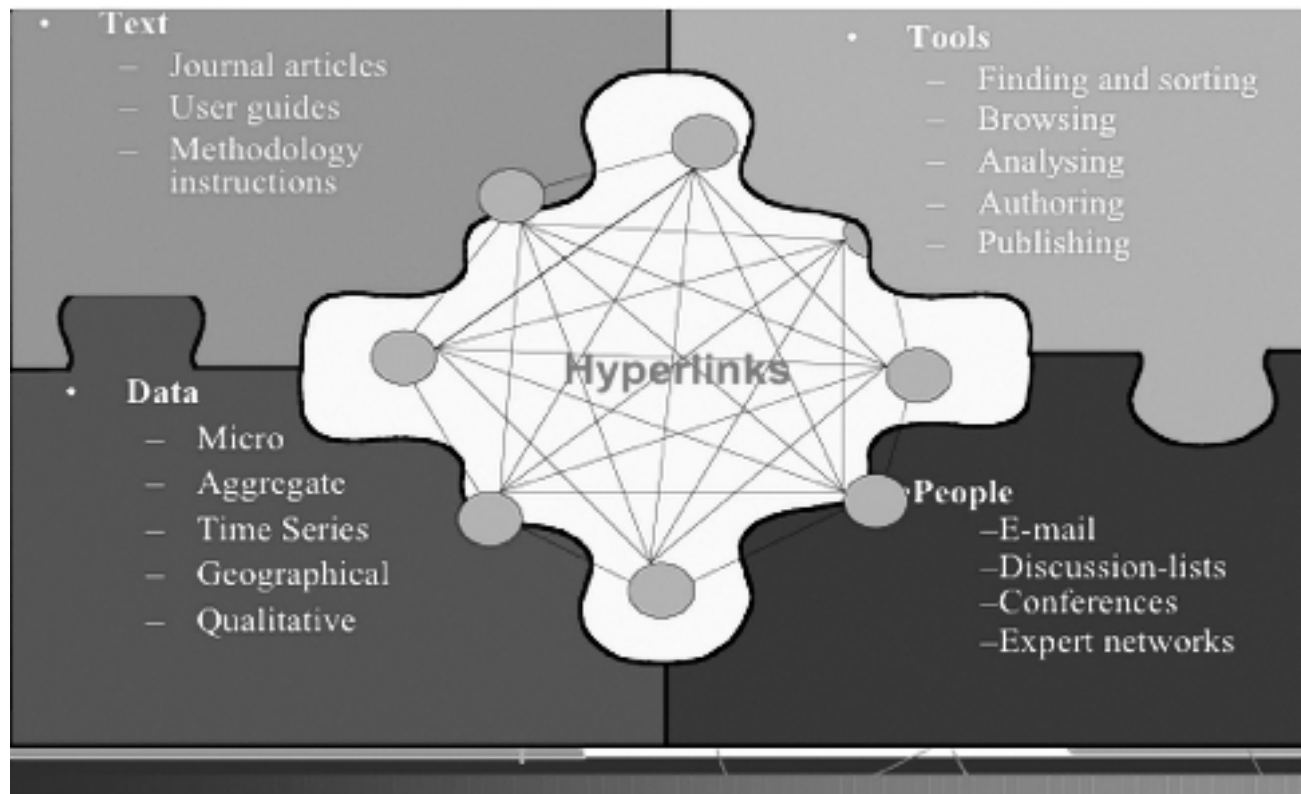 • Text
– Journal articles
– User guides
– Methodology
instructions
• Tools
– Finding and sorting
– Browsing
– Analysing
– Authoring
– Publishing
Hyperlinks
• Data
– Micro
– Aggregate
– Time Series
– Geographical
– Qualitative
•People
–E-mail
–Discussion-lists
–Conferences
–Expert networks